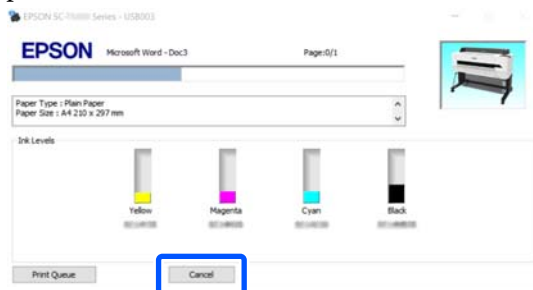 EPSON SC- Series - USB003
EPSON Microsoft Word - Doc3 Page:0/1
Paper Type : Plain Paper
Paper Size : A4 210 x 297 mm
Ink Levels
Yellow Magenta Cyan Black
Print Queue Cancel